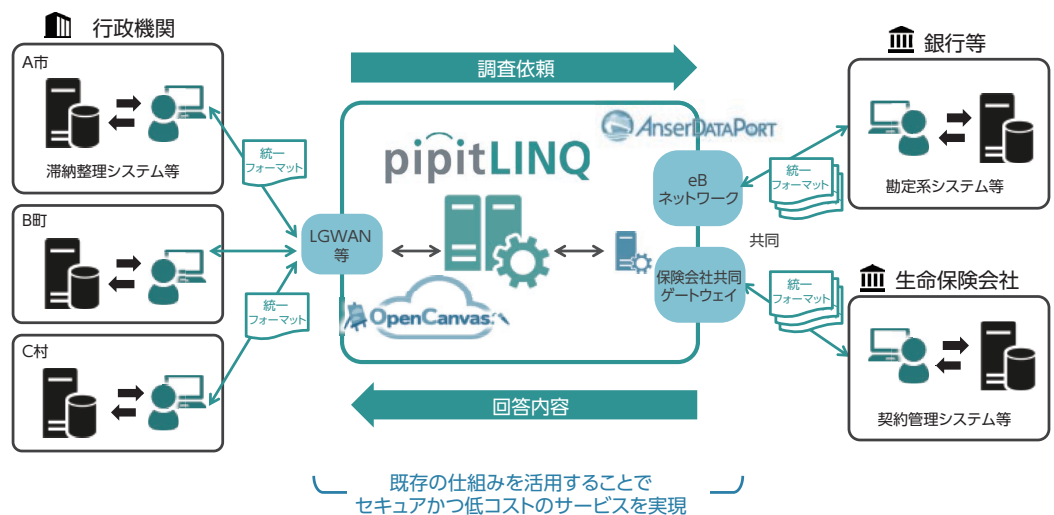 行政機関
A市
滞納整理システム等
B町
C村
統一
フォーマット
統一
フォーマット
調査依頼
AnserDATAPORT
pipitLINQ
LGWAN
等
eB
ネットワーク
保険会社共同
ゲートウェイ
OpenCanvas
回答内容
共同
銀行等
統一
フォーマット
勘定系システム等
生命保険会社
統一
フォーマット
契約管理システム等
既存の仕組みを活用することで
セキュアかつ低コストのサービスを実現